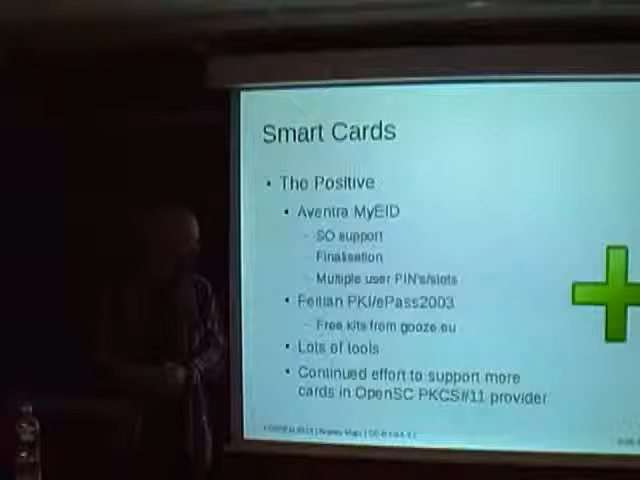 Smart Cards
• The Positive
• Aventra MyEID
– SO support
– Finalisation
– Multiple user PIN's/slots
• Feitian PKI/ePass2003
– Free kits from gooze.eu
• Lots of tools
• Continued effort to support more
cards in OpenSC PKCS#11 provider